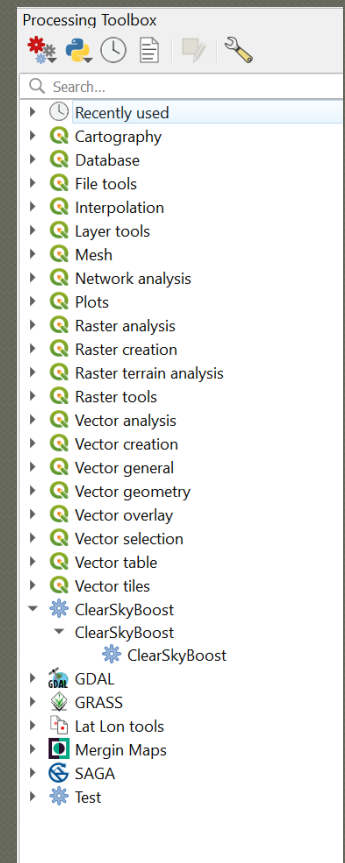 Processing Toolbox
Search...
Recently used
Cartography
Database
File tools
Interpolation
Layer tools
Mesh
Network analysis
Plots
Raster analysis
Raster creation
Raster terrain analysis
Raster tools
Vector analysis
Vector creation
Vector general
Vector geometry
Vector overlay
Vector selection
Vector table
Vector tiles
ClearSkyBoost
ClearSkyBoost
ClearSkyBoost
GDAL GDAL
GRASS
Lat Lon tools
Mergin Maps
SAGA
Test